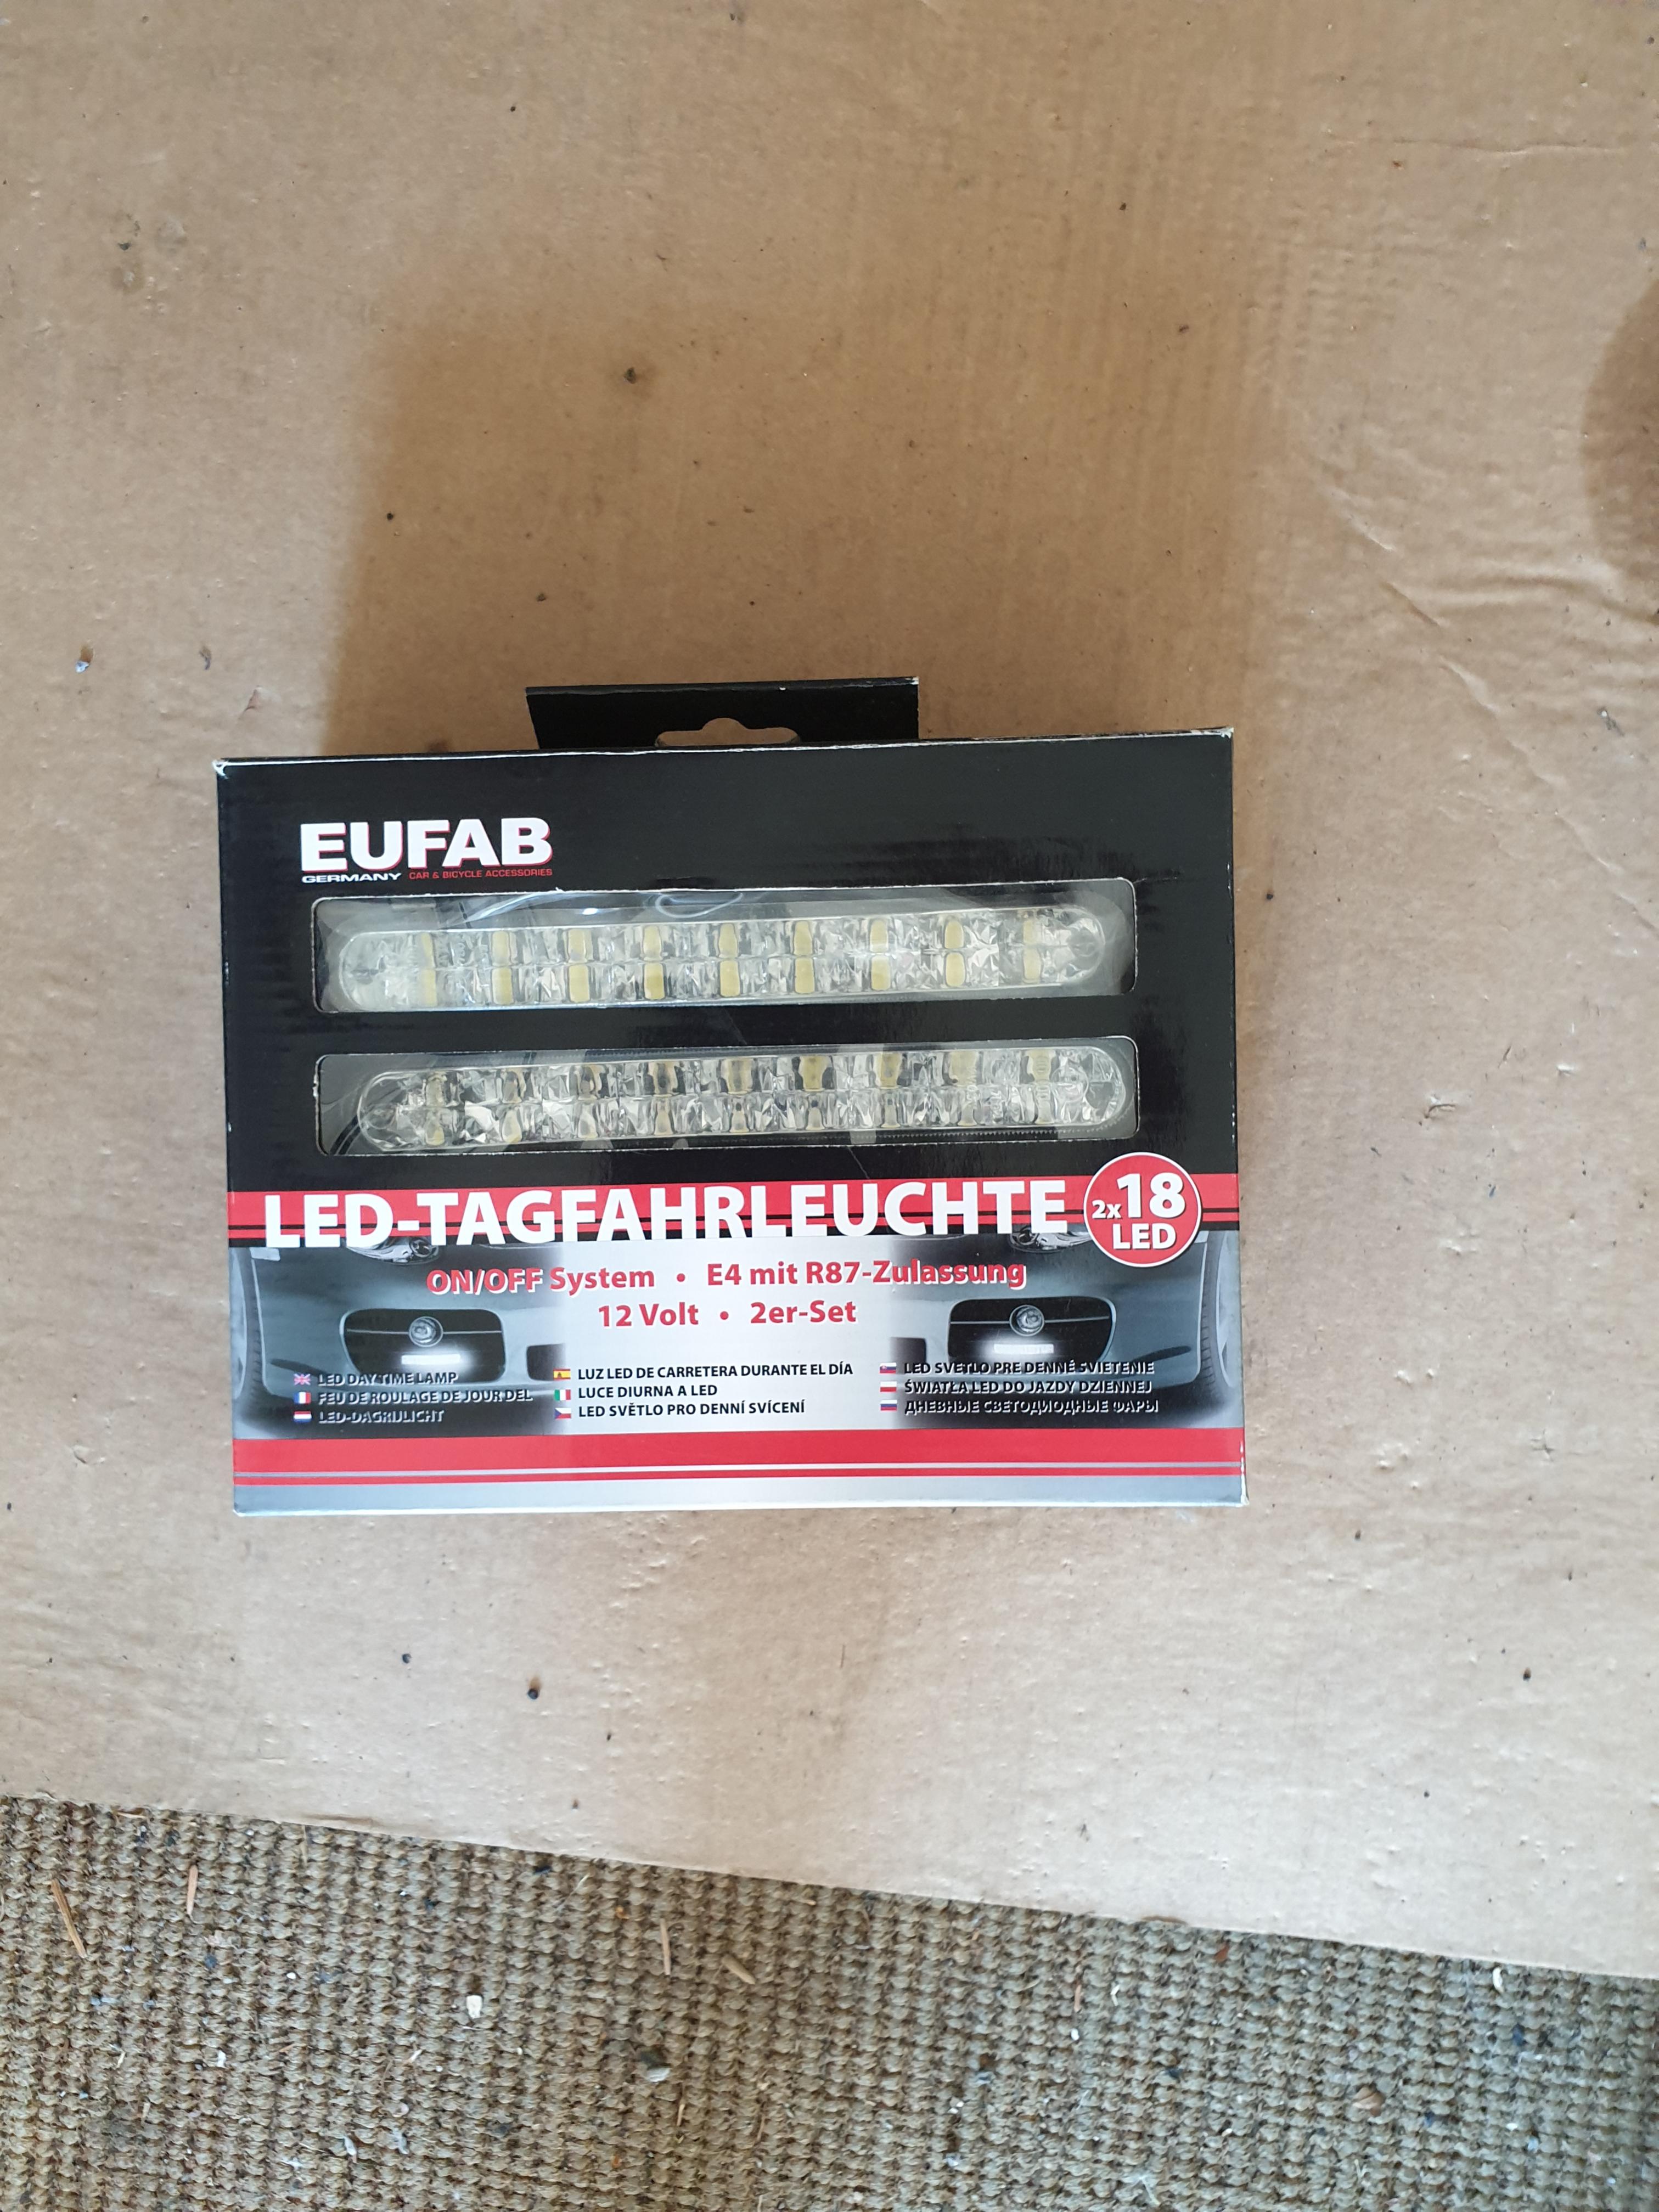 EUFAB
GERMANY CAR & BICYCLE ACCESSORIES
LED-TAGFAHRLEUCHTE
2x18
LED
ON/OFF System • E4 mit R87-Zulassung
12 Volt • 2er-Set
LED DAY TIME LAMP
FEU DE ROULAGE DE JOUR DEL
LED-DAGRIJLICHT
LUZ LED DE CARRETERA DURANTE EL DÍA
LUCE DIURNA A LED
LED SVĚTLO PRO DENNÍ SVÍCENÍ
LED SVETLO PRE DENNÉ SVIETENIE
ŚWIATŁA LED DO JAZDY DZIENNEJ
ДНЕВНЫЕ СВЕТОДИОДНЫЕ ФАРЫ